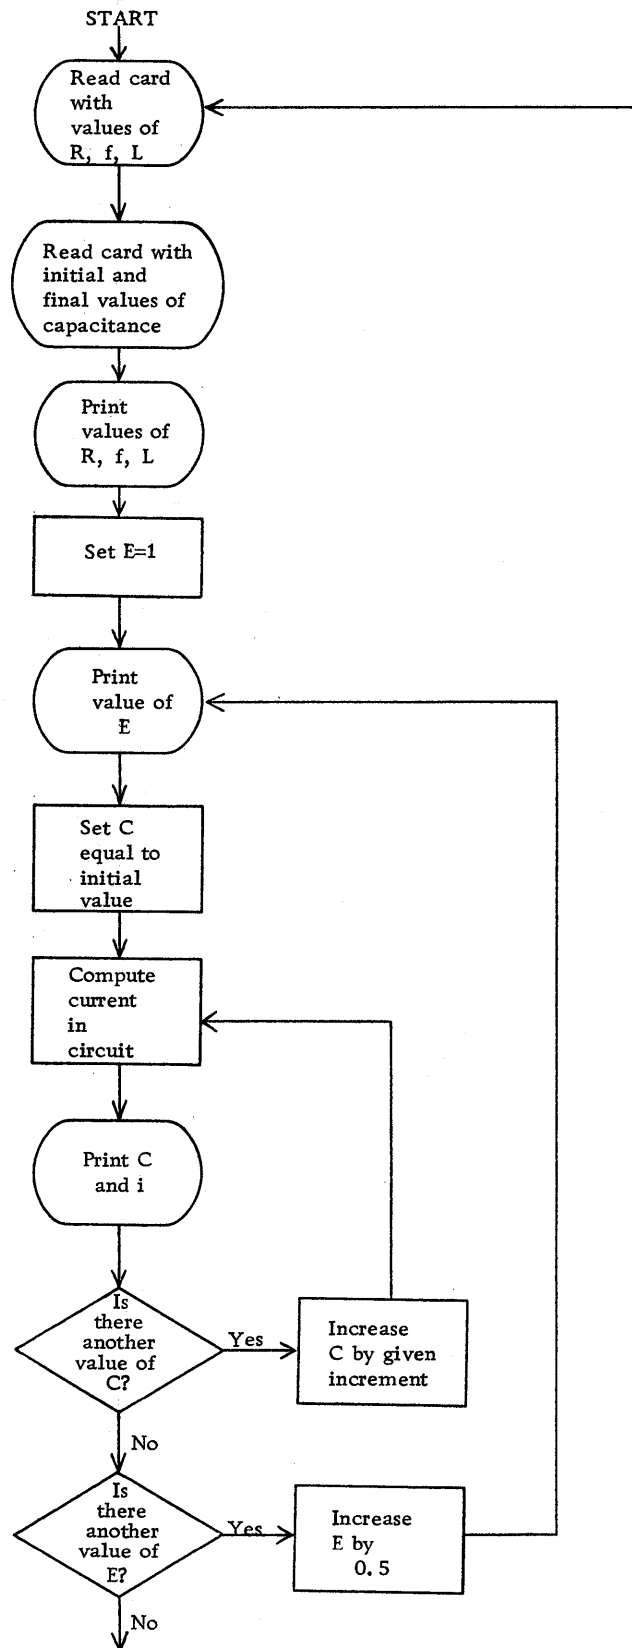 START
Read card
with
values of
R, f, L
Read card with
initial and
final values of
capacitance
Print
values of
R, f, L
Set E=1
Print
value of
E
Set C
equal to
initial
value
Compute
current
in
circuit
Print C
and i
Is
there
another
value of
C?
Yes
Increase
C by given
increment
No
Is
there
another
value of
E?
Yes
Increase
E by
0.5
No